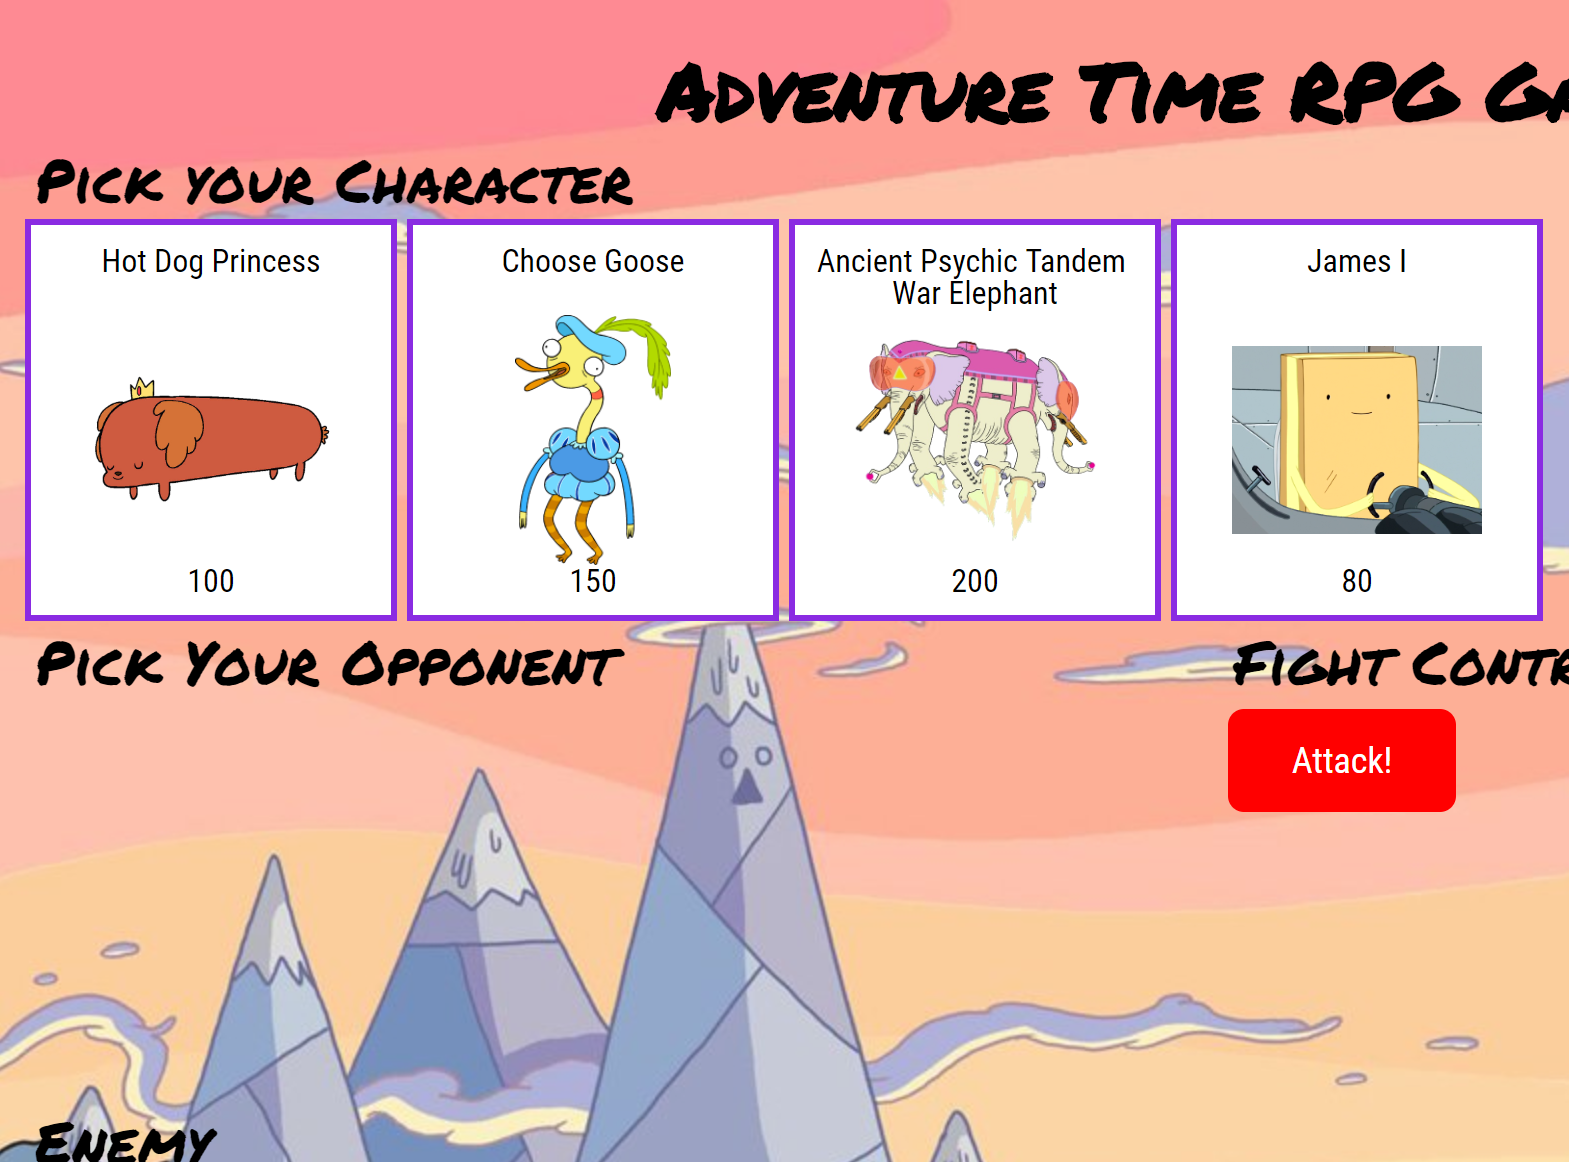 Adventure Time RPG
Pick your Character
Hot Dog Princess
100
Choose Goose
150
Ancient Psychic Tandem
War Elephant
200
James I
80
Pick Your Opponent
Fight
Attack!
Enemy